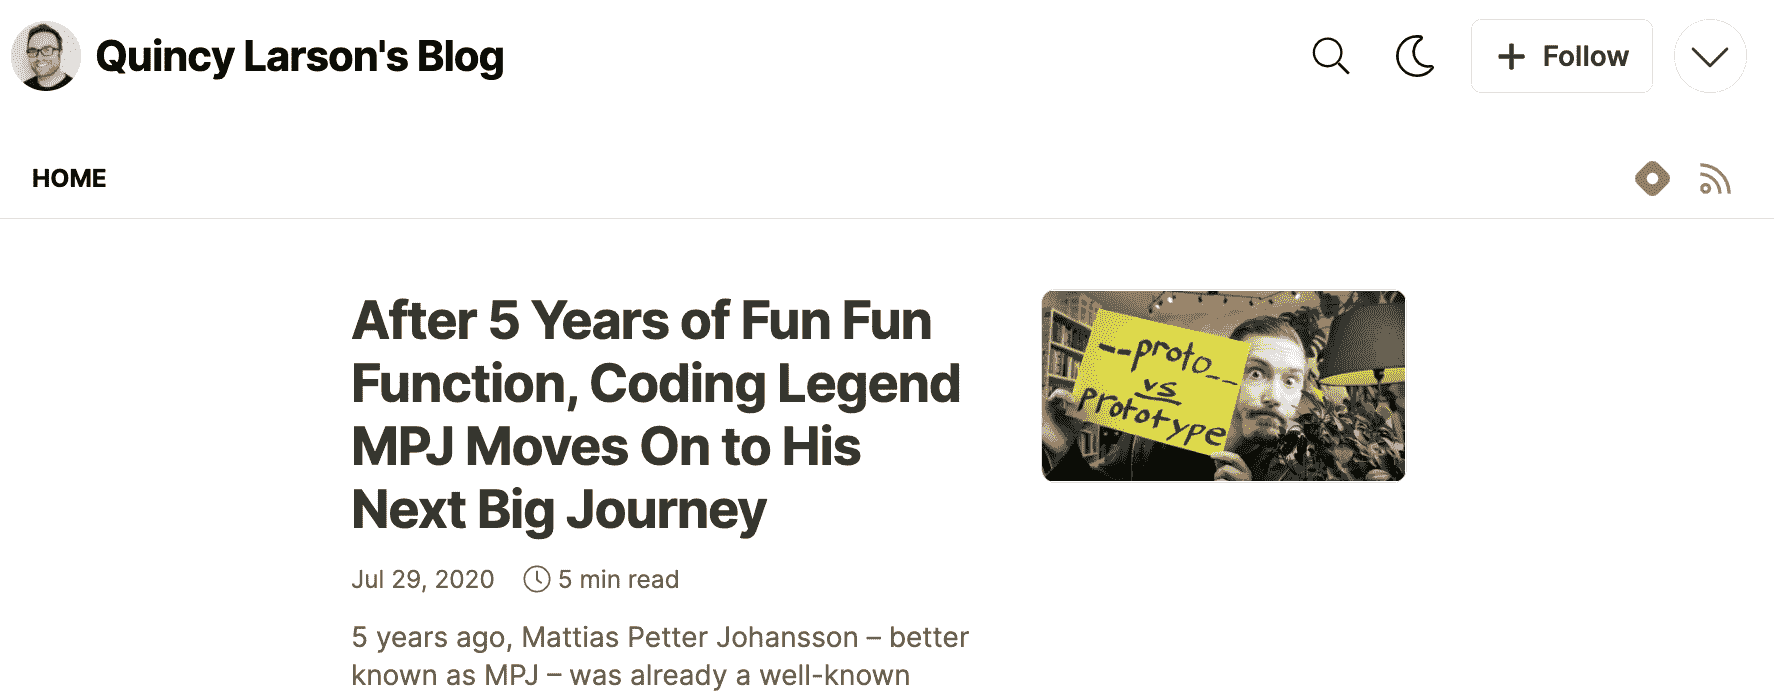 Quincy Larson's Blog
Follow
HOME
After 5 Years of Fun Fun
Function, Coding Legend
MPJ Moves On to His
Next Big Journey
--proto--
vs
prototype
Jul 29, 2020 5 min read
5 years ago, Mattias Petter Johansson – better
known as MPJ – was already a well-known